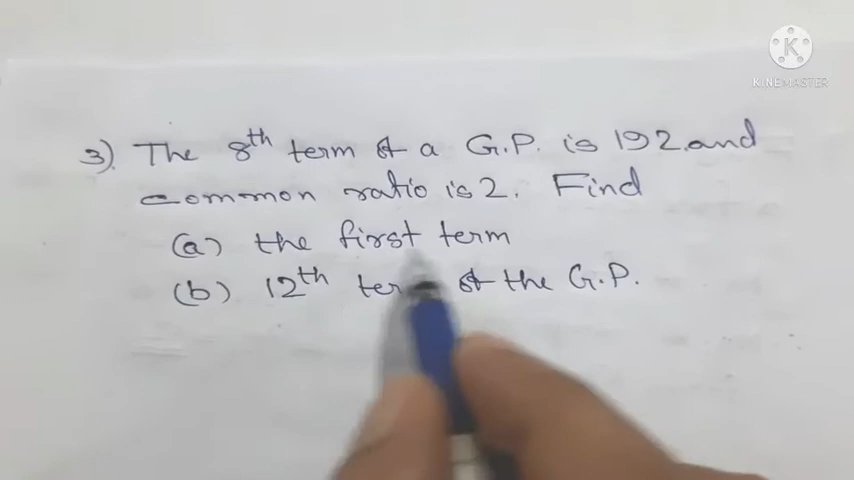 KINEMASTER
3). The 8th term of a G.P. is 192 and
common ratio is 2. Find
(a) the first term
(b) 12th term of the G.P.